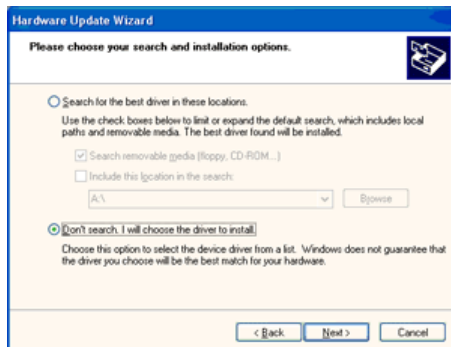 Hardware Update Wizard
Please choose your search and installation options.
Search for the best driver in these locations.
Use the check boxes below to limit or expand the default search, which includes local
paths and removable media. The best driver found will be installed.
Search removable media (floppy, CD-ROM...)
Include this location in the search:
A:\
Browse
Don't search. I will choose the driver to install.
Choose this option to select the device driver from a list. Windows does not guarantee that
the driver you choose will be the best match for your hardware.
< Back Next > Cancel